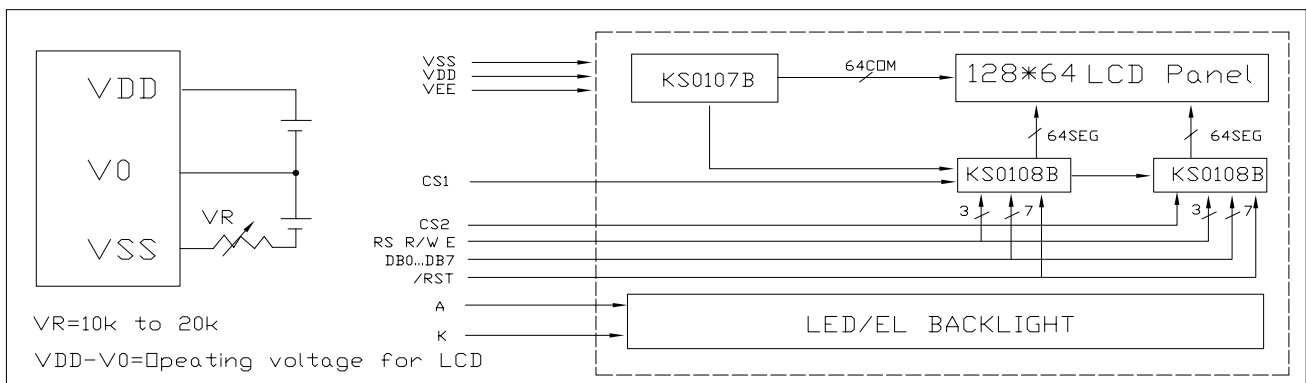 VDD
V0
VR
VSS
VR=10k to 20k
VDD-V0=Opeating voltage for LCD
VSS
VDD
VEE
CS1
CS2
RS R/W E
DB0...DB7
/RST
A
K
KS0107B
64COM
128*64 LCD Panel
64SEG
64SEG
KS0108B
KS0108B
3
7
3
7
LED/EL BACKLIGHT